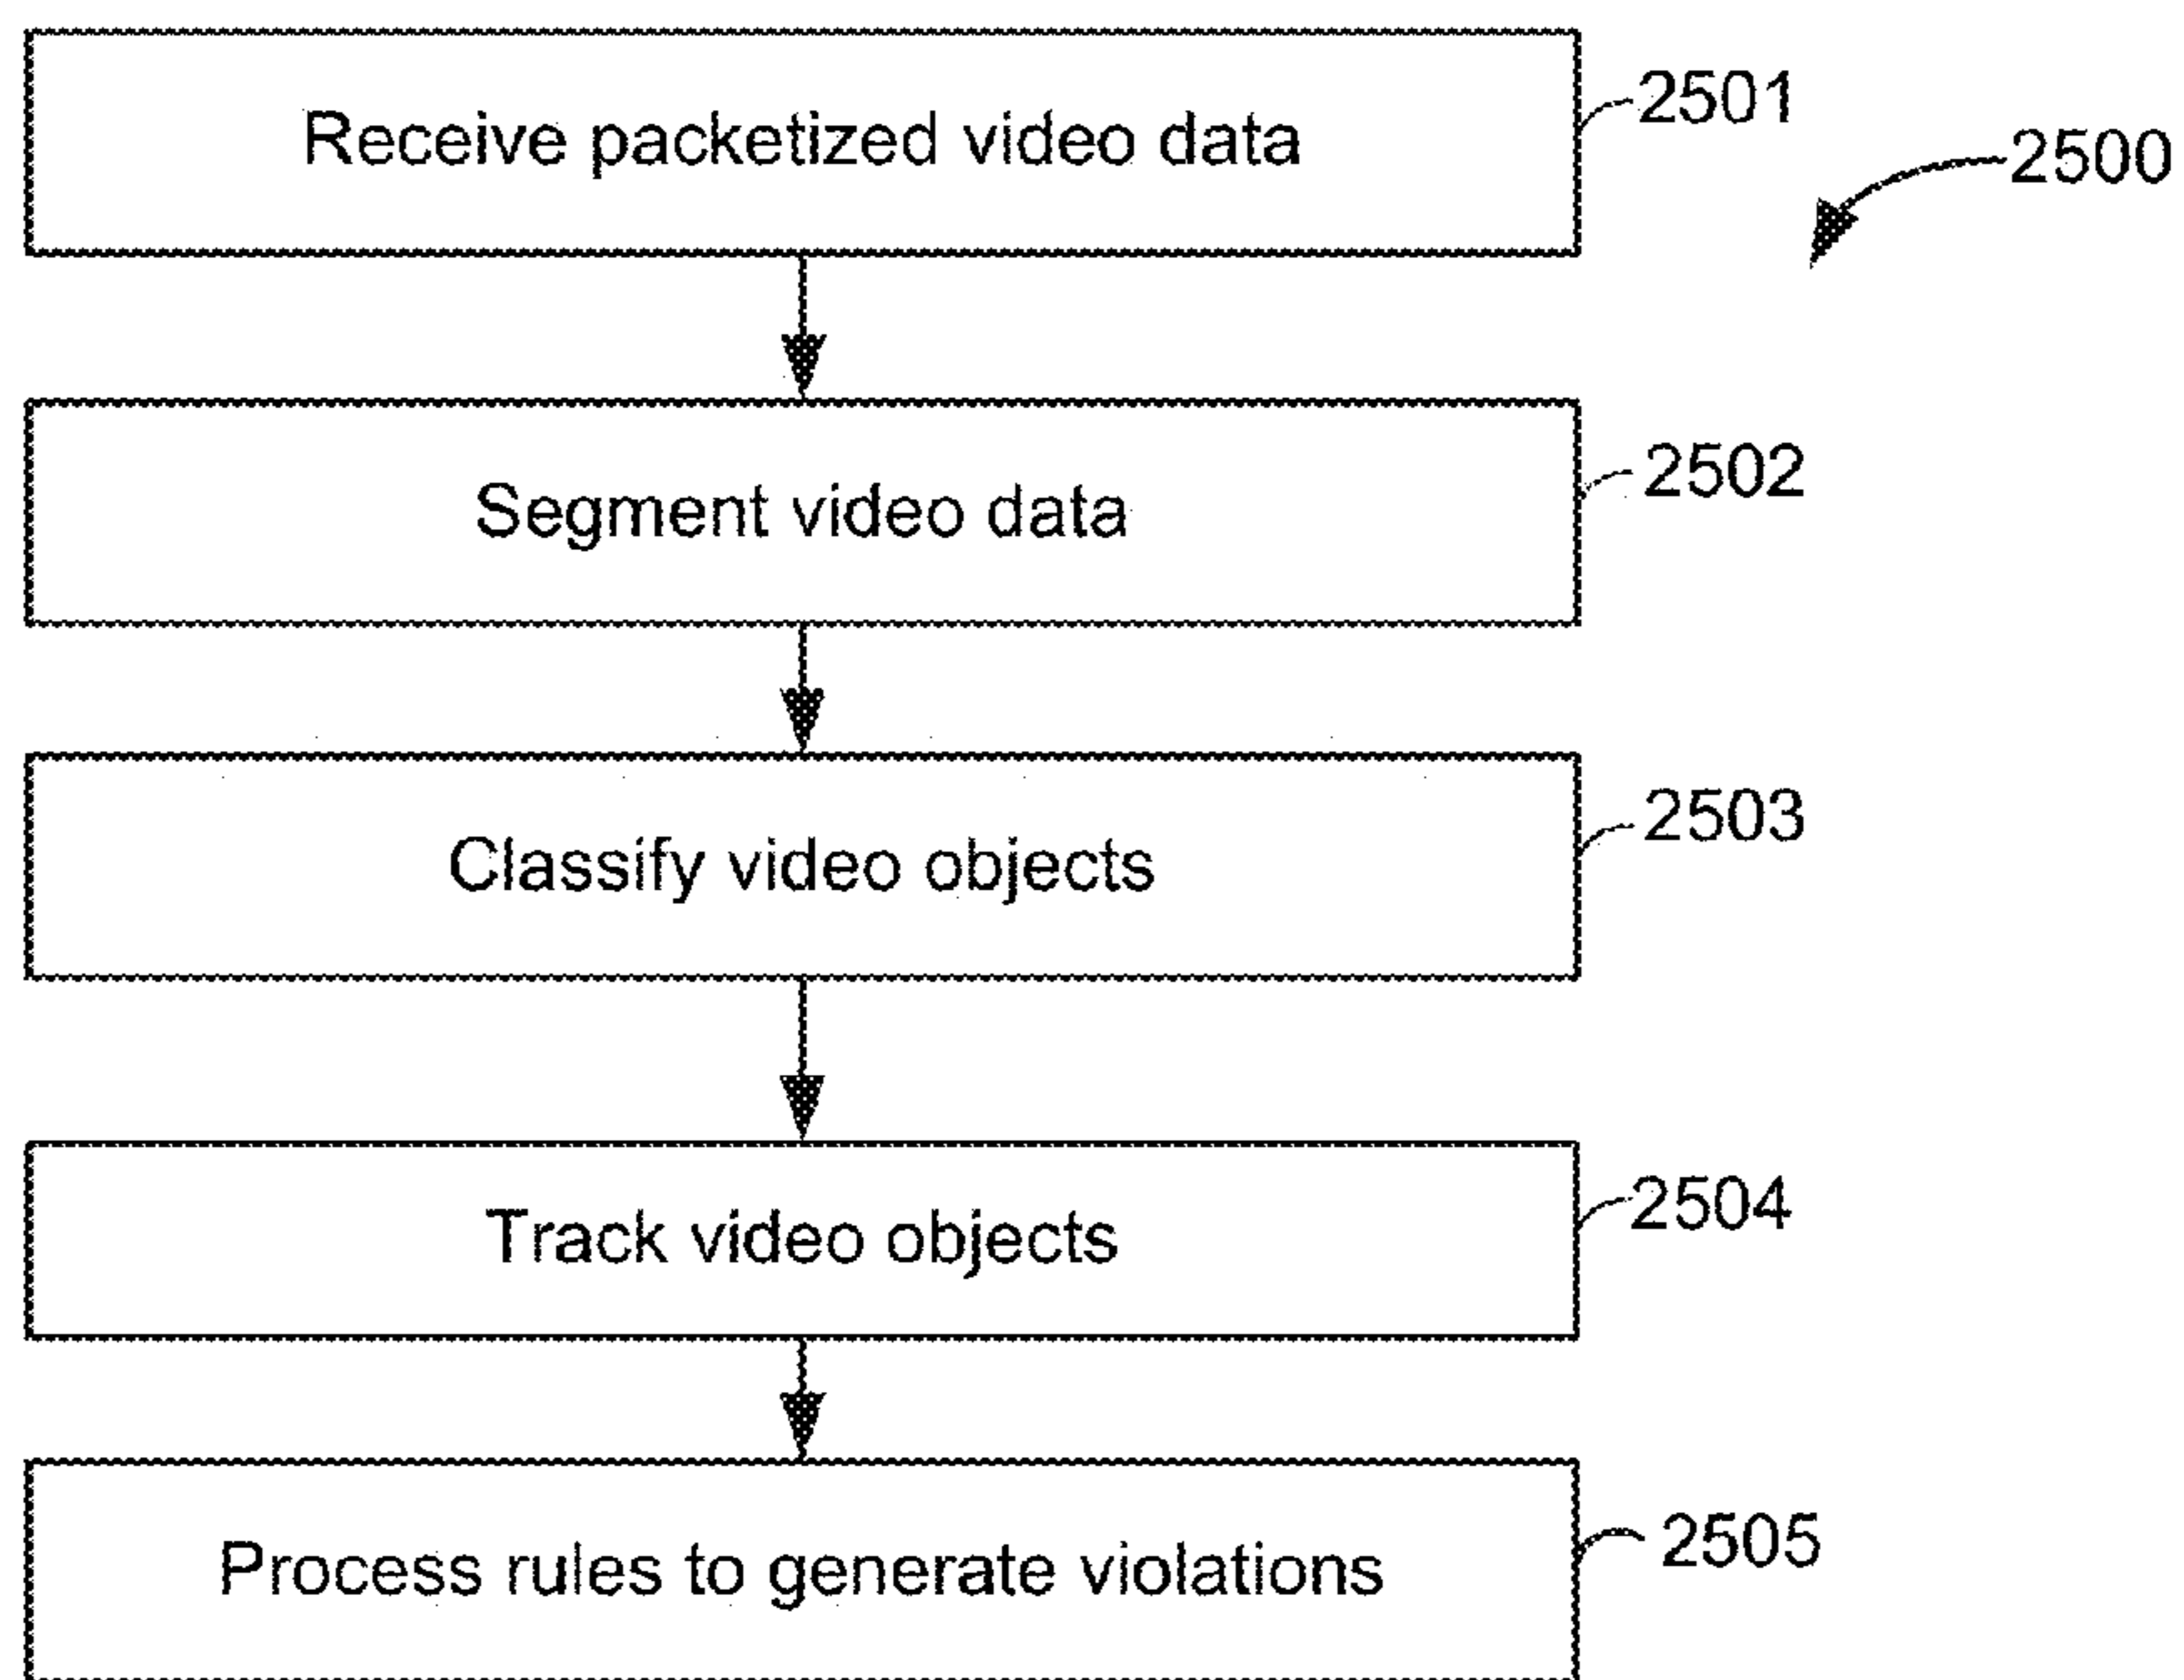 Receive packetized video data
2501
2500
Segment video data
2502
Classify video objects
2503
Track video objects
2504
Process rules to generate violations
2505